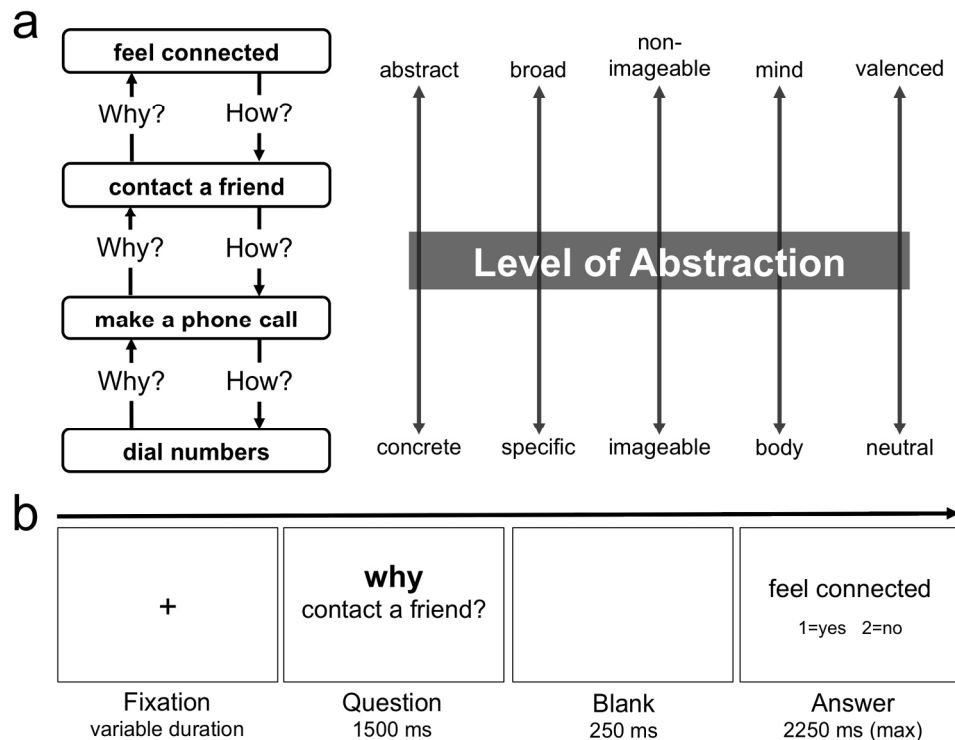 a
feel connected
Why? How?
contact a friend
Why? How?
make a phone call
Why? How?
dial numbers
non-
abstract broad imageable mind valenced
Level of Abstraction
concrete specific imageable body neutral
b
+
Fixation
variable duration
why
contact a friend?
Question
1500 ms
Blank
250 ms
feel connected
1=yes 2=no
Answer
2250 ms (max)